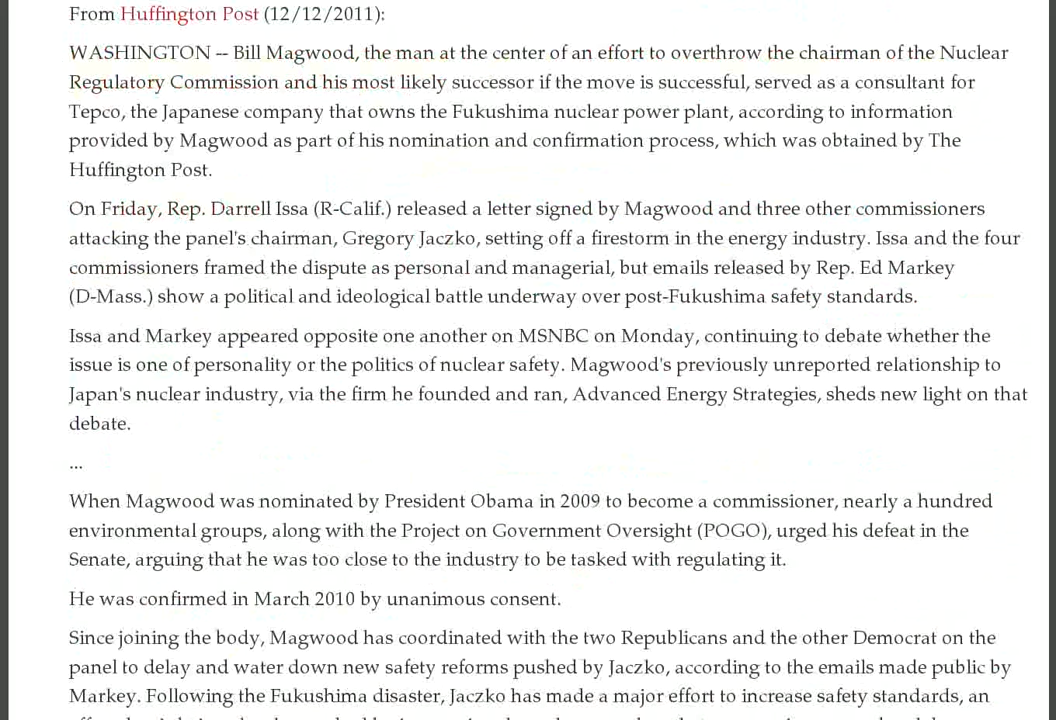 From Huffington Post (12/12/2011):
WASHINGTON -- Bill Magwood, the man at the center of an effort to overthrow the chairman of the Nuclear
Regulatory Commission and his most likely successor if the move is successful, served as a consultant for
Tepco, the Japanese company that owns the Fukushima nuclear power plant, according to information
provided by Magwood as part of his nomination and confirmation process, which was obtained by The
Huffington Post.
On Friday, Rep. Darrell Issa (R-Calif.) released a letter signed by Magwood and three other commissioners
attacking the panel's chairman, Gregory Jaczko, setting off a firestorm in the energy industry. Issa and the four
commissioners framed the dispute as personal and managerial, but emails released by Rep. Ed Markey
(D-Mass.) show a political and ideological battle underway over post-Fukushima safety standards.
Issa and Markey appeared opposite one another on MSNBC on Monday, continuing to debate whether the
issue is one of personality or the politics of nuclear safety. Magwood's previously unreported relationship to
Japan's nuclear industry, via the firm he founded and ran, Advanced Energy Strategies, sheds new light on that
debate.
...
When Magwood was nominated by President Obama in 2009 to become a commissioner, nearly a hundred
environmental groups, along with the Project on Government Oversight (POGO), urged his defeat in the
Senate, arguing that he was too close to the industry to be tasked with regulating it.
He was confirmed in March 2010 by unanimous consent.
Since joining the body, Magwood has coordinated with the two Republicans and the other Democrat on the
panel to delay and water down new safety reforms pushed by Jaczko, according to the emails made public by
Markey. Following the Fukushima disaster, Jaczko has made a major effort to increase safety standards, an